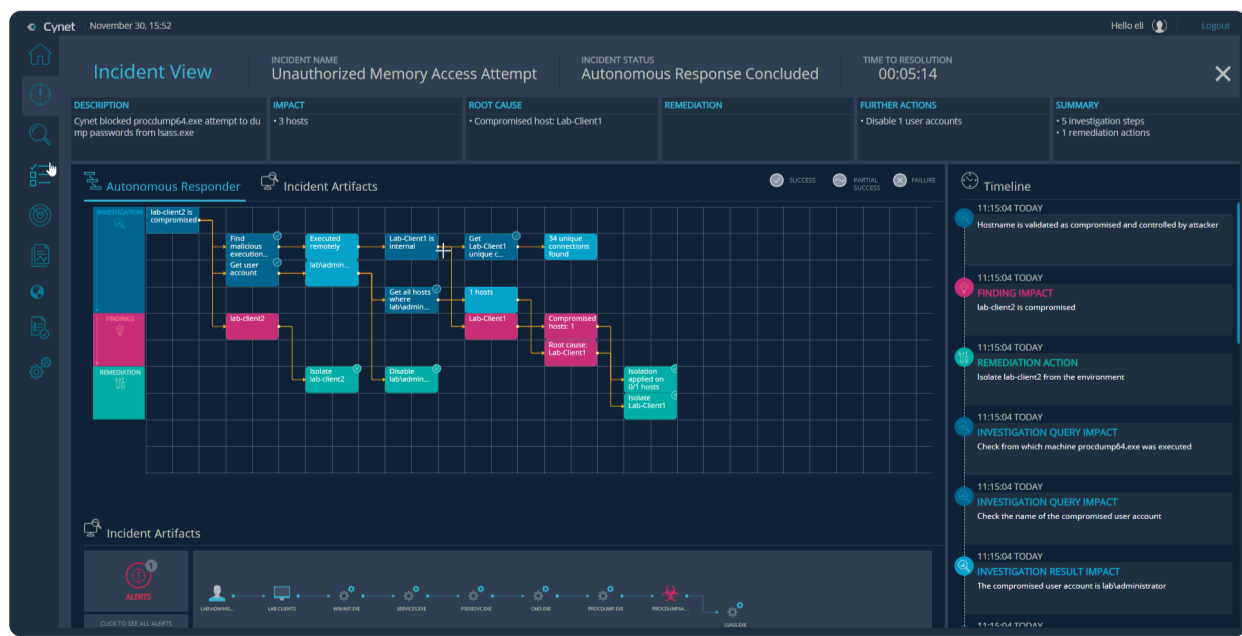 Cynet November 30, 15:52 Hello eli Logout
Incident View
INCIDENT NAME
Unauthorized Memory Access Attempt
INCIDENT STATUS
Autonomous Response Concluded
TIME TO RESOLUTION
00:05:14
DESCRIPTION
Cynet blocked procdump64.exe attempt to du
mp passwords from lsass.exe
IMPACT
• 3 hosts
ROOT CAUSE
• Compromised host: Lab-Client1
REMEDIATION
FURTHER ACTIONS
• Disable 1 user accounts
SUMMARY
• 5 investigation steps
• 1 remediation actions
Autonomous Responder
Incident Artifacts
SUCCESS
PARTIAL
SUCCESS
FAILURE
INVESTIGATION
lab-client2 is
compromised
Find
malicious
execution...
Executed
remotely
Lab-Client1 is
internal
Get
Lab-Client1
unique c...
34 unique
connections
found
Get user
account
lab\admin...
Get all hosts
where
lab\admin...
1 hosts
FINDINGS
lab-client2
Lab-Client1
Compromised
hosts: 1
Root cause:
Lab-Client1
REMEDIATION
Isolate
lab-client2
Disable
lab\admin...
Isolation
applied on
0/1 hosts
Isolate
Lab-Client1
Timeline
11:15:04 TODAY
Hostname is validated as compromised and controlled by attacker
11:15:04 TODAY
FINDING IMPACT
lab-client2 is compromised
11:15:04 TODAY
REMEDIATION ACTION
Isolate lab-client2 from the environment
11:15:04 TODAY
INVESTIGATION QUERY IMPACT
Check from which machine procdump64.exe was executed
11:15:04 TODAY
INVESTIGATION QUERY IMPACT
Check the name of the compromised user account
11:15:04 TODAY
INVESTIGATION RESULT IMPACT
The compromised user account is lab\administrator
11:15:04 TODAY
Incident Artifacts
1
ALERTS
CLICK TO SEE ALL ALERTS
LAB\ADMINIS...
LAB-CLIENT2
WININIT.EXE
SERVICES.EXE
PSEXESVC.EXE
CMD.EXE
PROCDUMP.EXE
PROCDUMP64...
LSASS.EXE